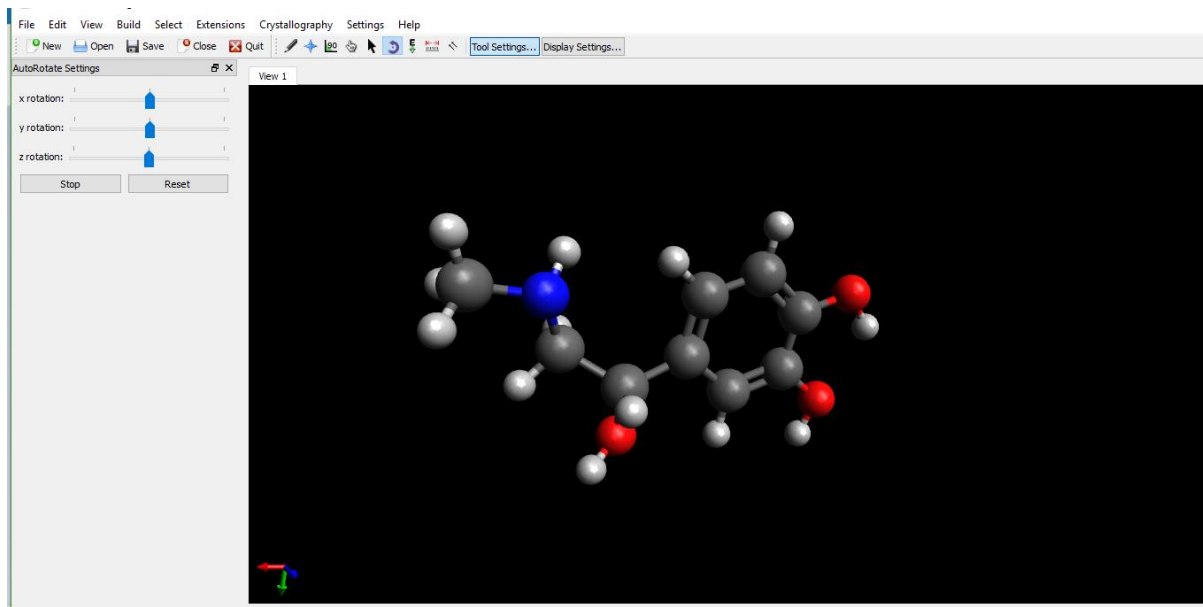 File Edit View Build Select Extensions Crystallography Settings Help
New Open Save Close Quit 90 E Tool Settings... Display Settings...
AutoRotate Settings
View 1
x rotation:
y rotation:
z rotation:
Stop Reset